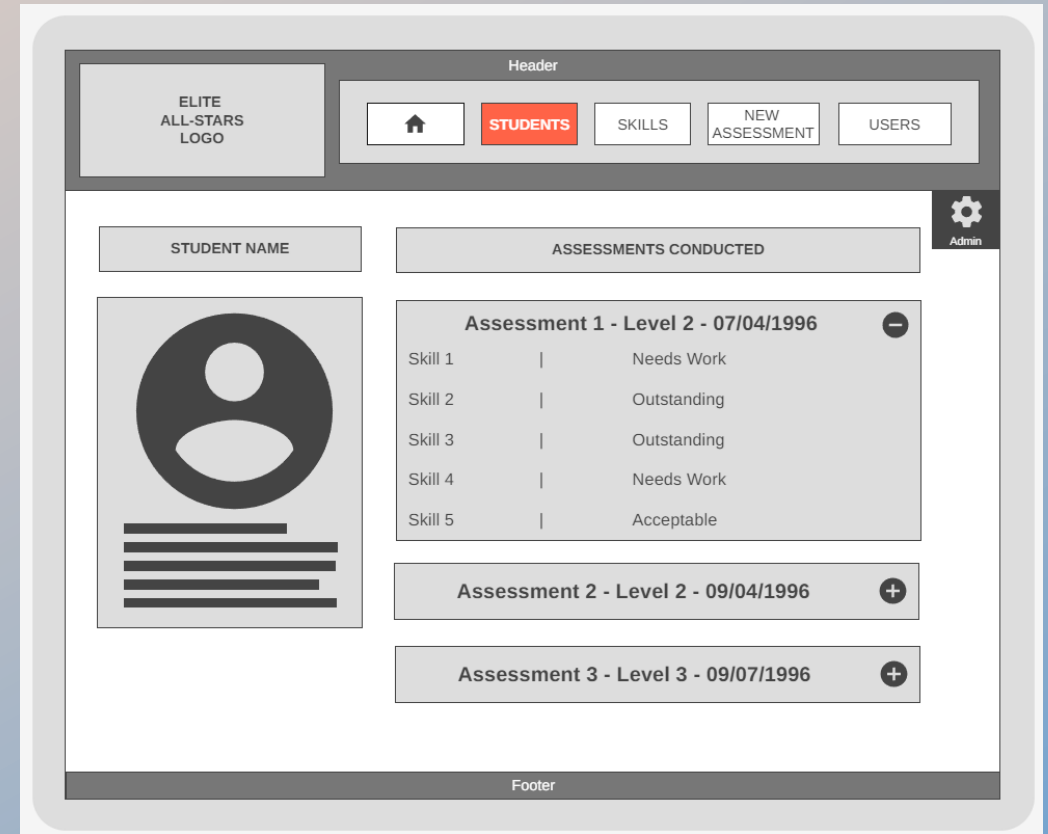 Header
ELITE
ALL-STARS
LOGO
STUDENTS
SKILLS
NEW
ASSESSMENT
USERS
Admin
STUDENT NAME
ASSESSMENTS CONDUCTED
Assessment 1 - Level 2 - 07/04/1996
Skill 1 | Needs Work
Skill 2 | Outstanding
Skill 3 | Outstanding
Skill 4 | Needs Work
Skill 5 | Acceptable
Assessment 2 - Level 2 - 09/04/1996
Assessment 3 - Level 3 - 09/07/1996
Footer